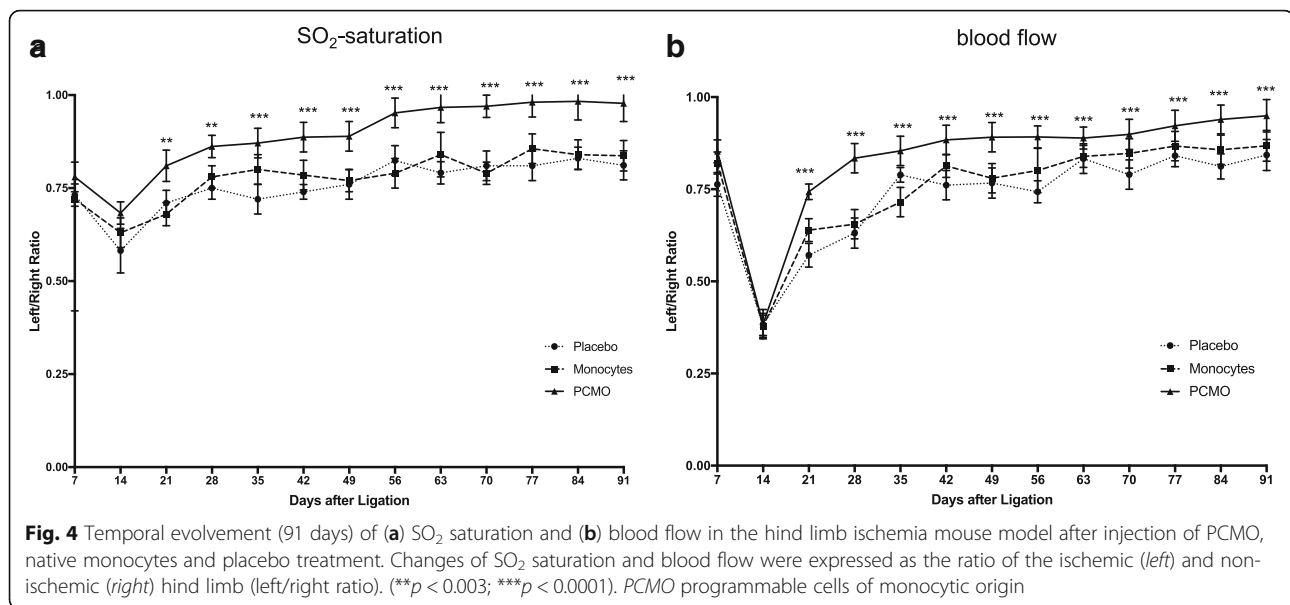 a
SO₂-saturation
** ** *** *** *** *** *** *** *** *** ***
1.00
0.75
0.50
0.25
0.00
Left/Right Ratio
Placebo
Monocytes
PCMO
7 14 21 28 35 42 49 56 63 70 77 84 91
Days after Ligation
b
blood flow
*** *** *** *** *** *** *** *** *** *** ***
1.00
0.75
0.50
0.25
0.00
Left/Right Ratio
Placebo
Monocytes
PCMO
7 14 21 28 35 42 49 56 63 70 77 84 91
Days after Ligation
Fig. 4 Temporal evolvement (91 days) of (a) SO₂ saturation and (b) blood flow in the hind limb ischemia mouse model after injection of PCMO,
native monocytes and placebo treatment. Changes of SO₂ saturation and blood flow were expressed as the ratio of the ischemic (left) and non-
ischemic (right) hind limb (left/right ratio). (**p < 0.003; ***p < 0.0001). PCMO programmable cells of monocytic origin